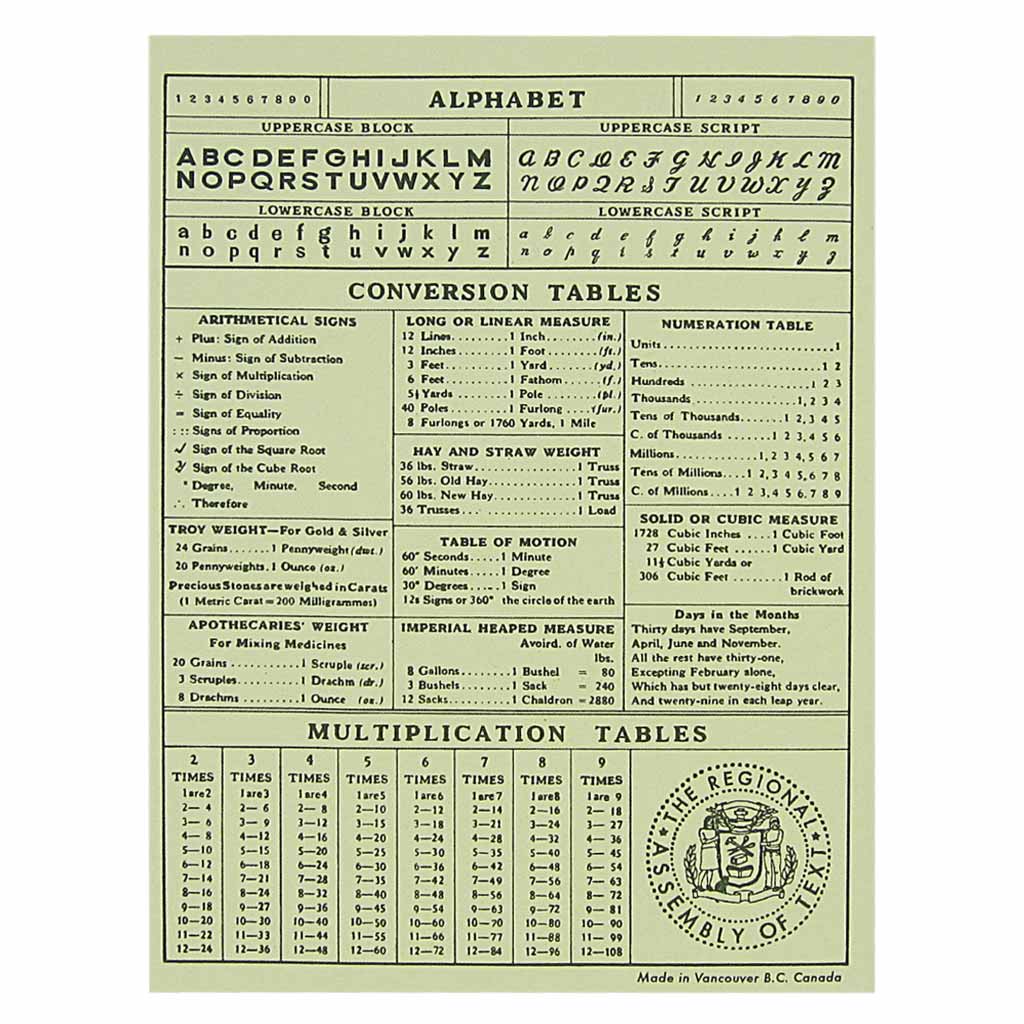 1 2 3 4 5 6 7 8 9 0
ALPHABET
1 2 3 4 5 6 7 8 9 0
UPPERCASE BLOCK
A B C D E F G H I J K L M
N O P Q R S T U V W X Y Z
UPPERCASE SCRIPT
A B C D E F G H I J K L M
N O P Q R S T U V W X Y Z
LOWERCASE BLOCK
a b c d e f g h i j k l m
n o p q r s t u v w x y z
LOWERCASE SCRIPT
a b c d e f g h i j k l m
n o p q r s t u v w x y z
CONVERSION TABLES
ARITHMETICAL SIGNS
+ Plus: Sign of Addition
− Minus: Sign of Subtraction
× Sign of Multiplication
÷ Sign of Division
= Sign of Equality
: :: : Signs of Proportion
√ Sign of the Square Root
∛ Sign of the Cube Root
° Degree, Minute, Second
∴ Therefore
TROY WEIGHT—For Gold & Silver
24 Grains.......1 Pennyweight (dwt.)
20 Pennyweights.1 Ounce (oz.)
Precious Stones are weighed in Carats
(1 Metric Carat = 200 Milligrammes)
APOTHECARIES' WEIGHT
For Mixing Medicines
20 Grains ..........1 Scruple (scr.)
3 Scruples..........1 Drachm (dr.)
8 Drachms..........1 Ounce (oz.)
LONG OR LINEAR MEASURE
12 Lines.........1 Inch........(in.)
12 Inches........1 Foot........(ft.)
3 Feet..........1 Yard........(yd.)
6 Feet..........1 Fathom......(f.)
5½ Yards........1 Pole........(pl.)
40 Poles.........1 Furlong ....(fur.)
8 Furlongs or 1760 Yards, 1 Mile
HAY AND STRAW WEIGHT
36 lbs. Straw...............1 Truss
56 lbs. Old Hay.............1 Truss
60 lbs. New Hay.............1 Truss
36 Trusses..................1 Load
TABLE OF MOTION
60″ Seconds.....1 Minute
60′ Minutes.....1 Degree
30° Degrees.....1 Sign
12s Signs or 360° the circle of the earth
IMPERIAL HEAPED MEASURE
Avoird. of Water
lbs.
8 Gallons........1 Bushel = 80
3 Bushels........1 Sack = 240
12 Sacks.........1 Chaldron = 2880
NUMERATION TABLE
Units..............................1
Tens.............................1 2
Hundreds ......................1 2 3
Thousands...................1, 2 3 4
Tens of Thousands.......1 2, 3 4 5
C. of Thousands .......1 2 3, 4 5 6
Millions............1, 2 3 4, 5 6 7
Tens of Millions....1 2, 3 4 5, 6 7 8
C. of Millions....1 2 3, 4 5 6, 7 8 9
SOLID OR CUBIC MEASURE
1728 Cubic Inches ....1 Cubic Foot
27 Cubic Feet ......1 Cubic Yard
11⅓ Cubic Yards or
306 Cubic Feet ........1 Rod of
brickwork
Days in the Months
Thirty days have September,
April, June and November.
All the rest have thirty-one,
Excepting February alone,
Which has but twenty-eight days clear,
And twenty-nine in each leap year.
MULTIPLICATION TABLES
2 3 4 5 6 7 8 9
TIMES TIMES TIMES TIMES TIMES TIMES TIMES TIMES
1 are 2 1 are 3 1 are 4 1 are 5 1 are 6 1 are 7 1 are 8 1 are 9
2—4 2—6 2—8 2—10 2—12 2—14 2—16 2—18
3—6 3—9 3—12 3—15 3—18 3—21 3—24 3—27
4—8 4—12 4—16 4—20 4—24 4—28 4—32 4—36
5—10 5—15 5—20 5—25 5—30 5—35 5—40 5—45
6—12 6—18 6—24 6—30 6—36 6—42 6—48 6—54
7—14 7—21 7—28 7—35 7—42 7—49 7—56 7—63
8—16 8—24 8—32 8—40 8—48 8—56 8—64 8—72
9—18 9—27 9—36 9—45 9—54 9—63 9—72 9—81
10—20 10—30 10—40 10—50 10—60 10—70 10—80 10—90
11—22 11—33 11—44 11—55 11—66 11—77 11—88 11—99
12—24 12—36 12—48 12—60 12—72 12—84 12—96 12—108
THE REGIONAL
ASSEMBLY OF TEXT
Made in Vancouver B.C. Canada